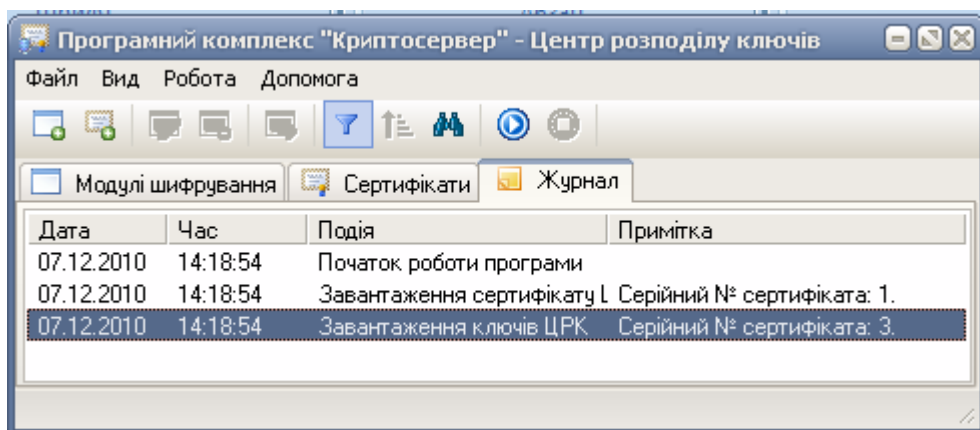 Програмний комплекс "Криптосервер" - Центр розподілу ключів
Файл Вид Робота Допомога
Модулі шифрування Сертифікати Журнал
Дата Час Подія Примітка
07.12.2010 14:18:54 Початок роботи програми
07.12.2010 14:18:54 Завантаження сертифікату Серійний № сертифіката: 1.
07.12.2010 14:18:54 Завантаження ключів ЦРК Серійний № сертифіката: 3.